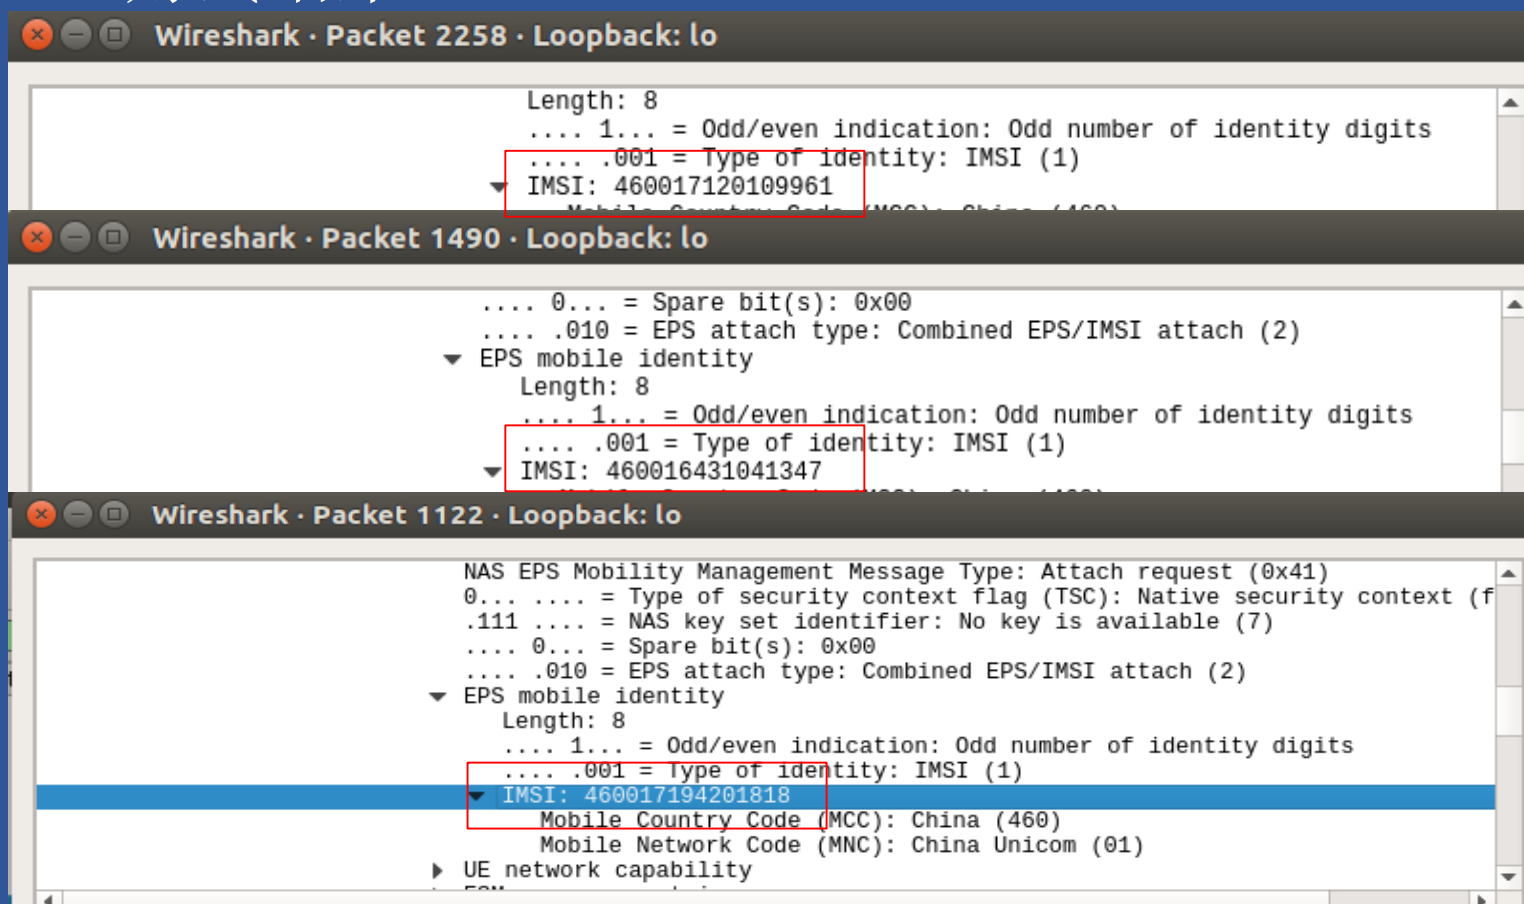 Wireshark · Packet 2258 · Loopback: lo
Length: 8
.... 1... = Odd/even indication: Odd number of identity digits
.... .001 = Type of identity: IMSI (1)
IMSI: 460017120109961
Mobile Country Code (MCC): China (460)
Wireshark · Packet 1490 · Loopback: lo
.... 0... = Spare bit(s): 0x00
.... .010 = EPS attach type: Combined EPS/IMSI attach (2)
EPS mobile identity
Length: 8
.... 1... = Odd/even indication: Odd number of identity digits
.... .001 = Type of identity: IMSI (1)
IMSI: 460016431041347
Wireshark · Packet 1122 · Loopback: lo
NAS EPS Mobility Management Message Type: Attach request (0x41)
0... .... = Type of security context flag (TSC): Native security context (f
.111 .... = NAS key set identifier: No key is available (7)
.... 0... = Spare bit(s): 0x00
.... .010 = EPS attach type: Combined EPS/IMSI attach (2)
EPS mobile identity
Length: 8
.... 1... = Odd/even indication: Odd number of identity digits
.... .001 = Type of identity: IMSI (1)
IMSI: 460017194201818
Mobile Country Code (MCC): China (460)
Mobile Network Code (MNC): China Unicom (01)
UE network capability